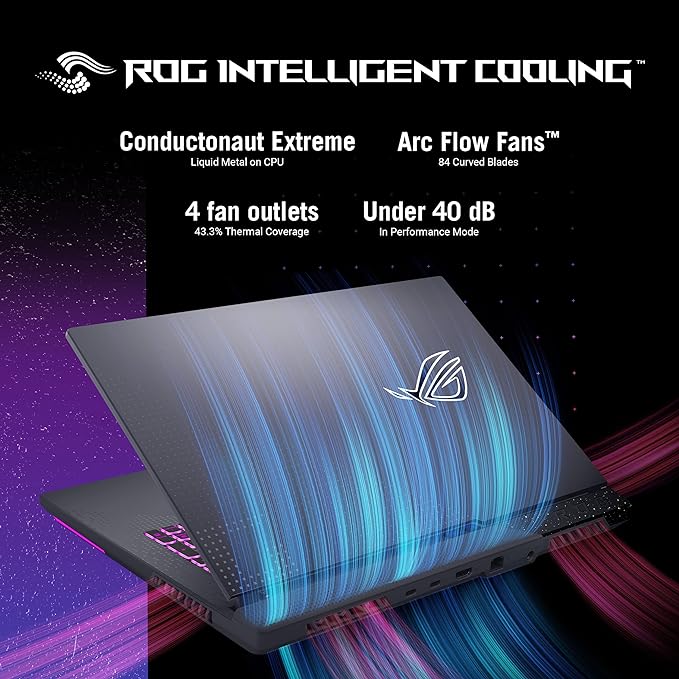 ROG INTELLIGENT COOLING™
Conductonaut Extreme
Liquid Metal on CPU
Arc Flow Fans™
84 Curved Blades
4 fan outlets
43.3% Thermal Coverage
Under 40 dB
In Performance Mode